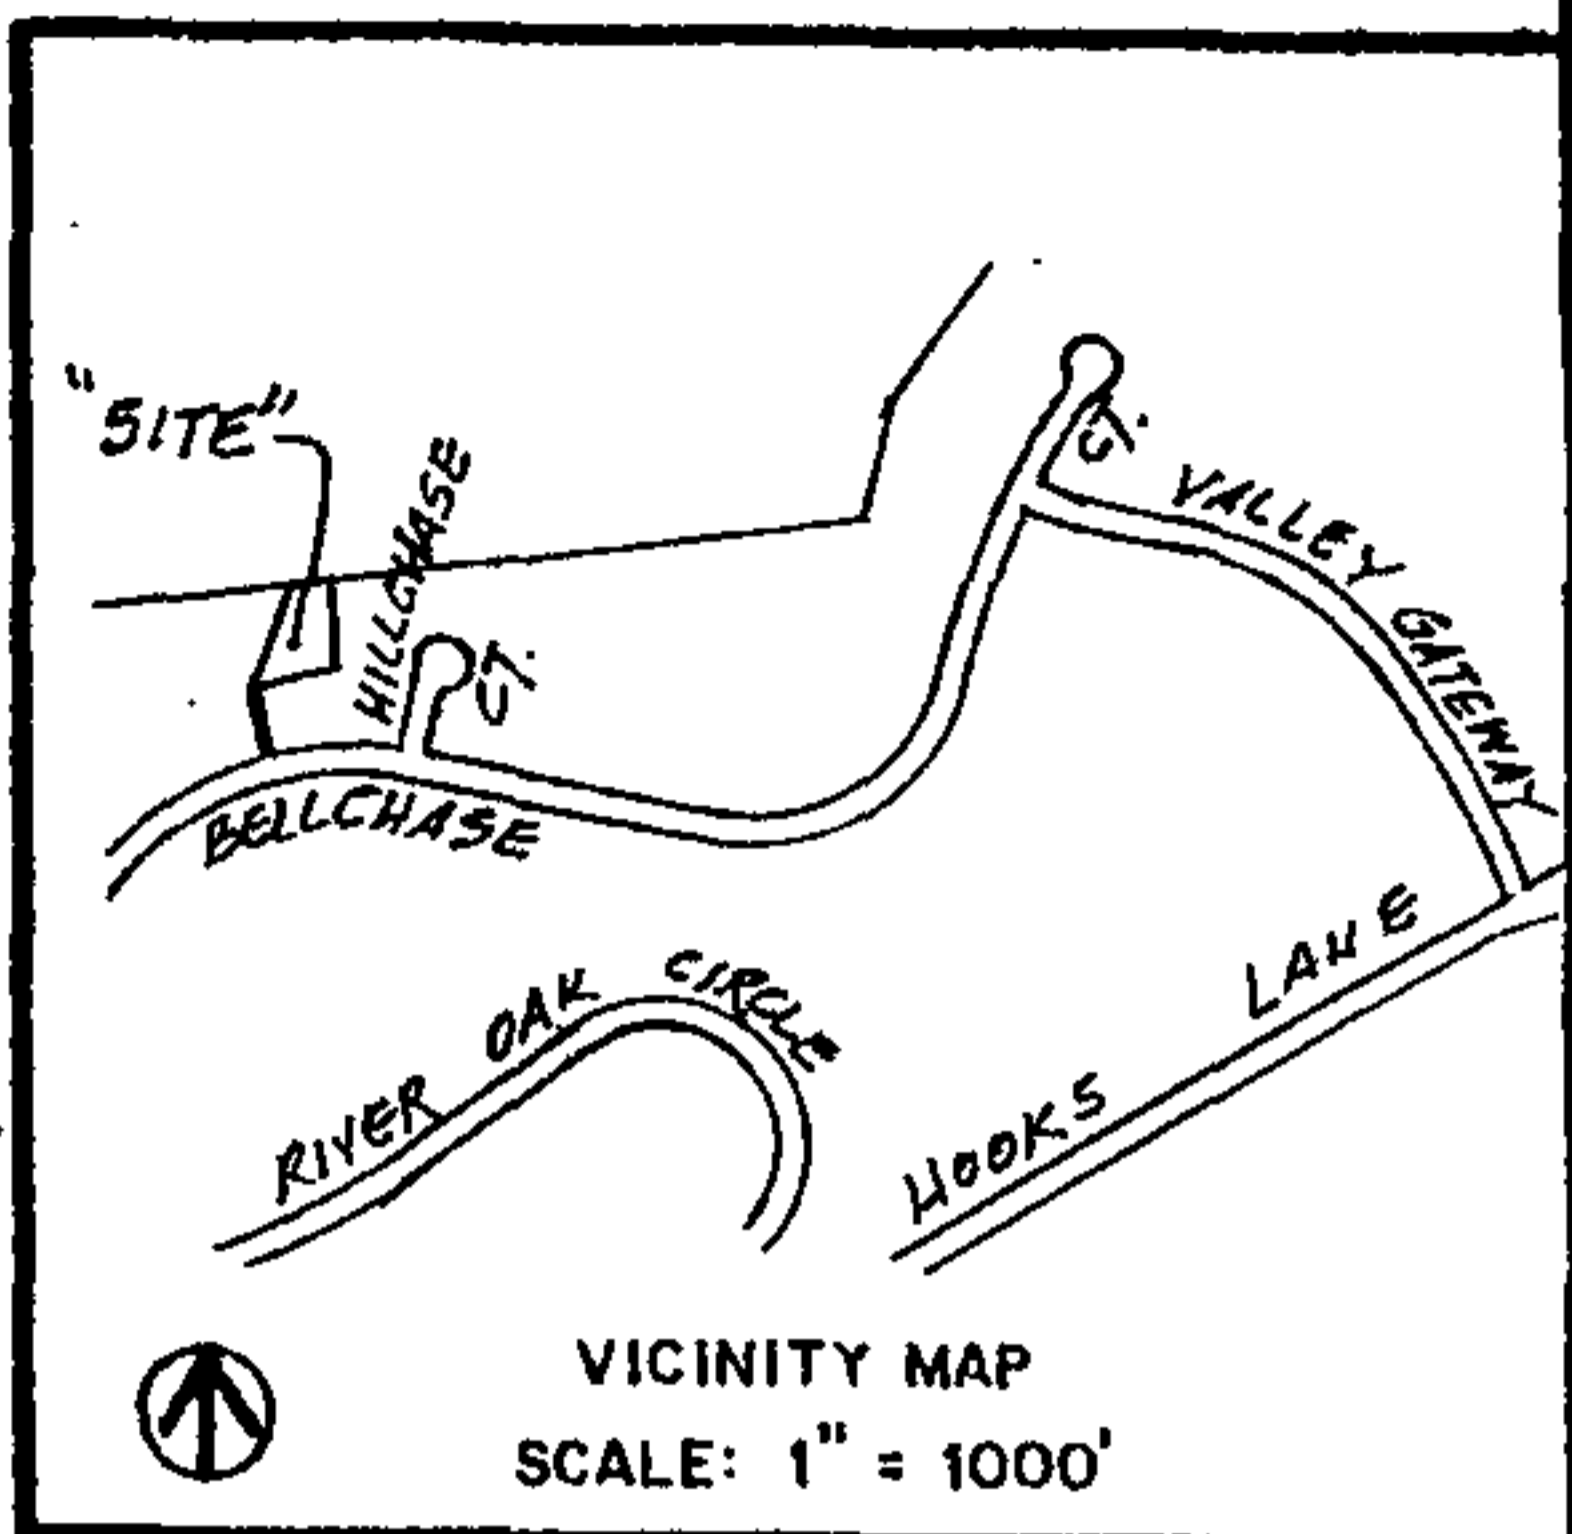 "SITE"
HILLCHASE
CT.
CT.
VALLEY GATEWAY
BELLCHASE
RIVER OAK CIRCLE
HOOKS LANE
VICINITY MAP
SCALE: 1" = 1000'